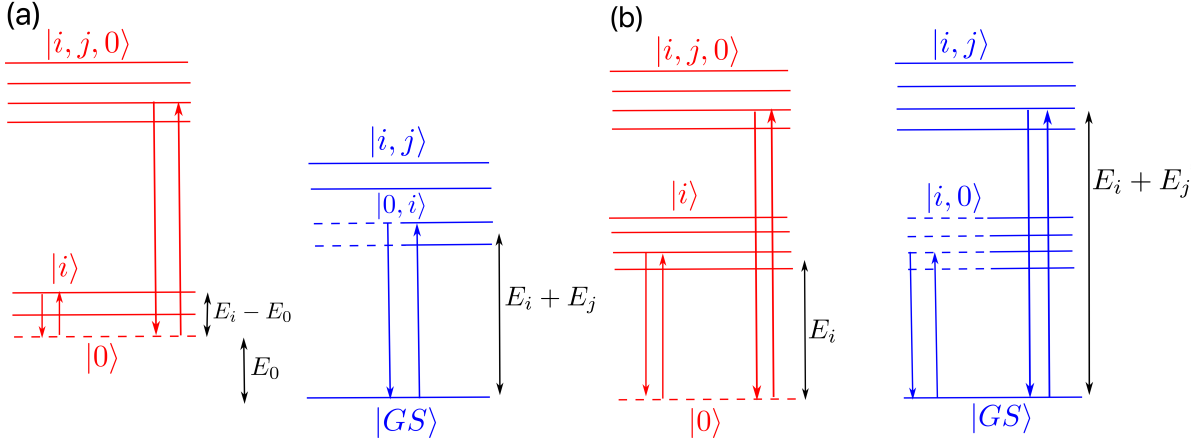 (a)
|i, j, 0⟩
|i⟩
E_i − E_0
|0⟩
E_0
|i, j⟩
|0, i⟩
E_i + E_j
|GS⟩
(b)
|i, j, 0⟩
|i⟩
E_i
|0⟩
|i, j⟩
|i, 0⟩
E_i + E_j
|GS⟩